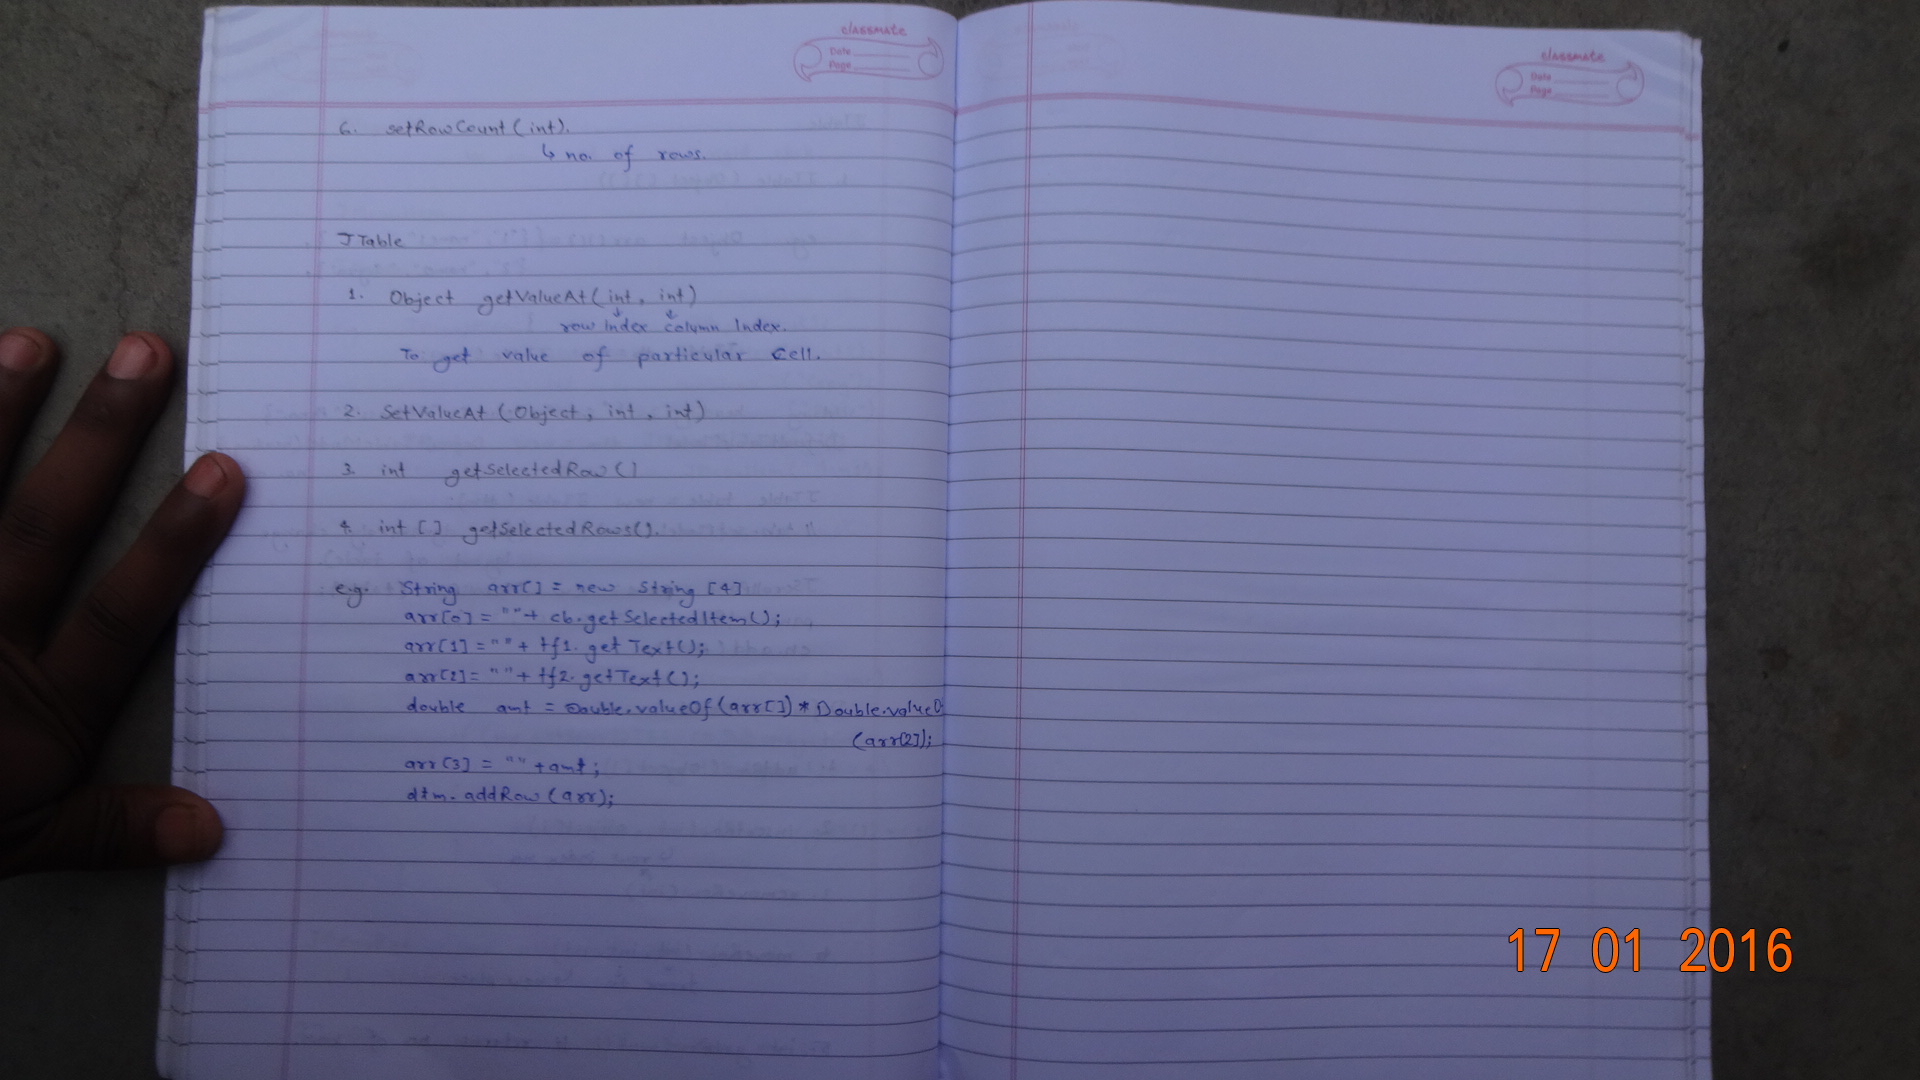 classmate
Date
Page
6. setRowCount (int).
↳ no. of rows.
JTable
1. Object getValueAt (int, int)
row Index column Index.
To get value of particular Cell.
2. SetValueAt (Object, int, int)
3. int getSelectedRow ()
4. int [] getSelectedRows().
e.g. String arr[] = new String [4]
arr[0] = "" + cb.getSelectedItem();
arr[1] = "" + tf1.getText();
arr[2] = "" + tf2.getText();
double amt = Double.valueOf(arr[]) * Double.valueO
(arr[2]);
arr[3] = "" + amt;
dtm.addRow (arr);
classmate
Date
Page
17 01 2016